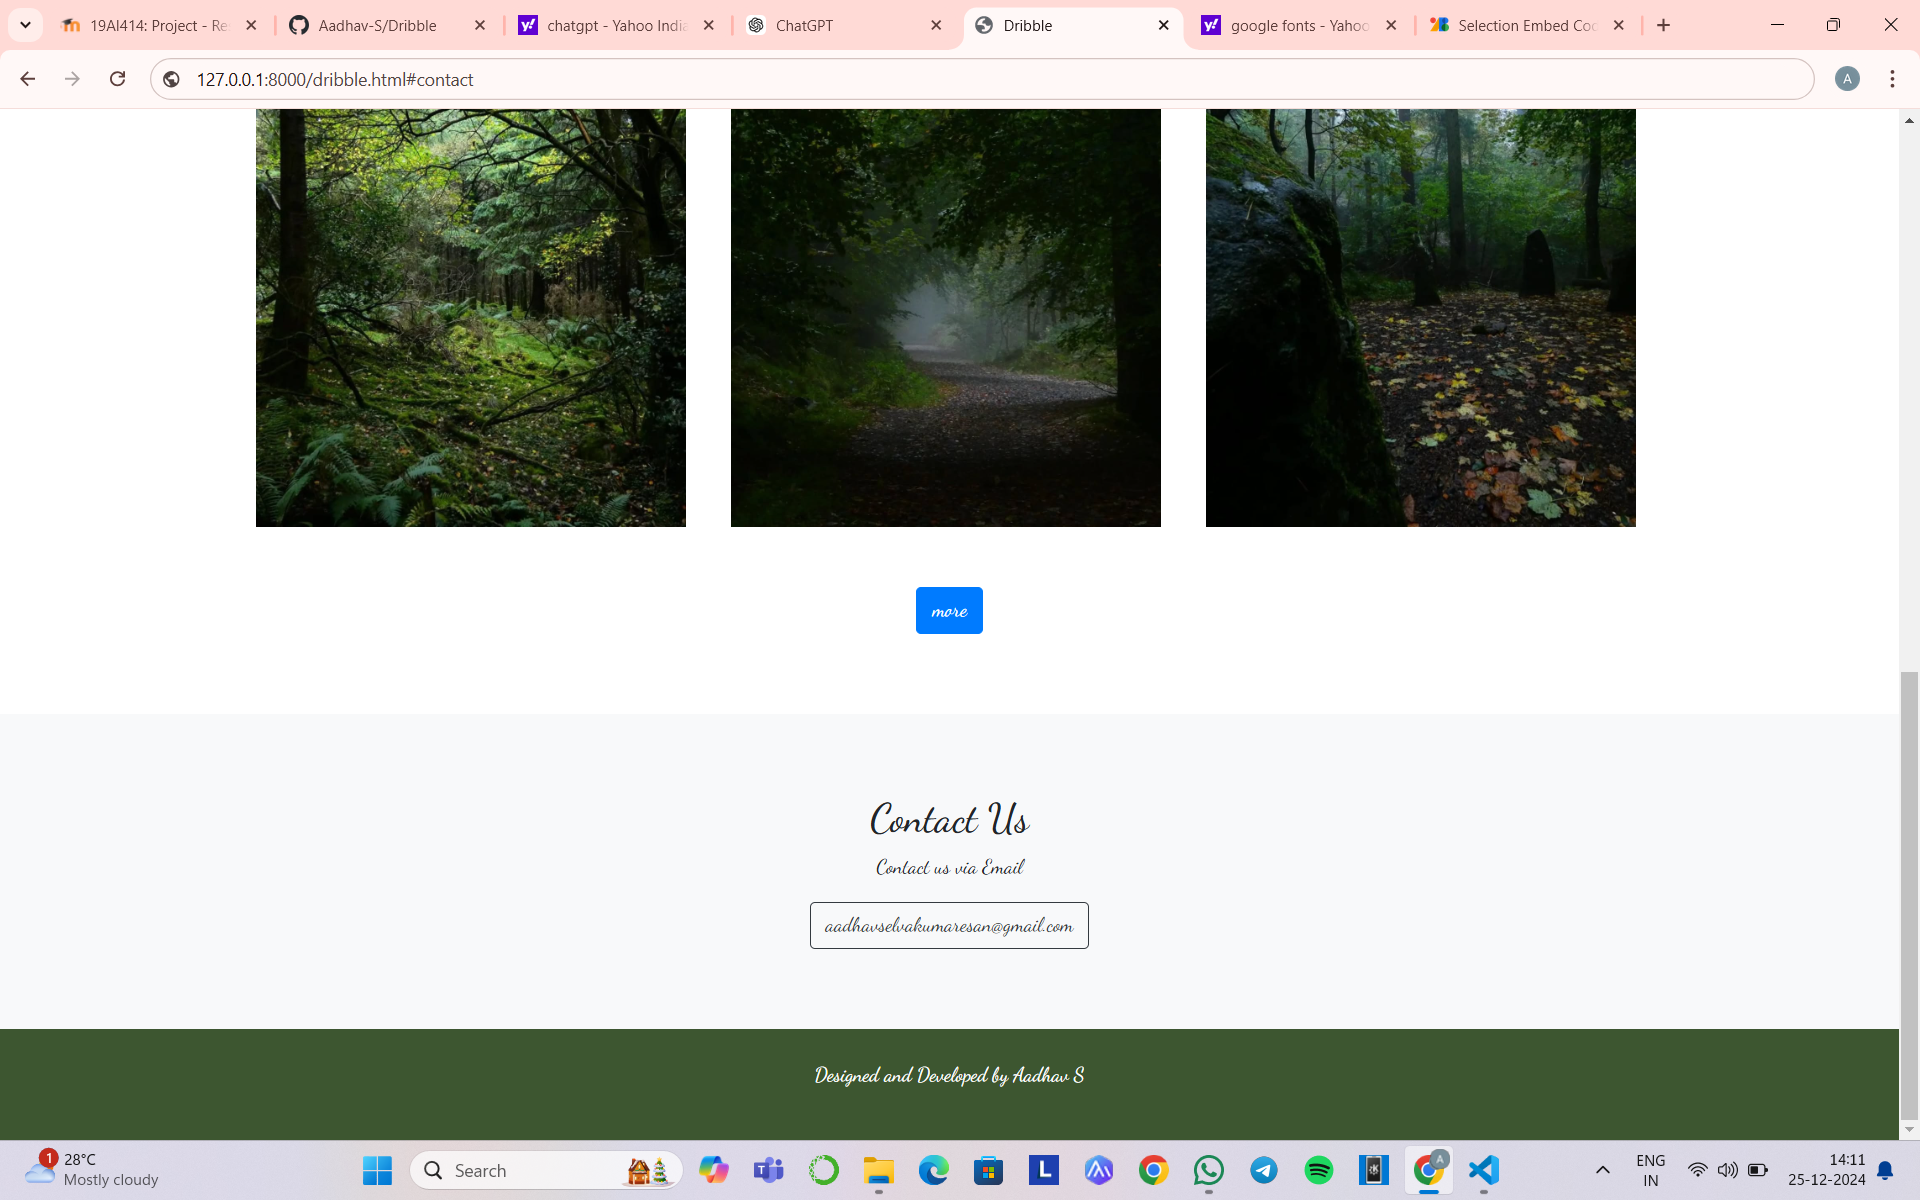 19AI414: Project - Re
Aadhav-S/Dribble
chatgpt - Yahoo India
ChatGPT
Dribble
google fonts - Yahoo
Selection Embed Coc
127.0.0.1:8000/dribble.html#contact
A
more
Contact Us
Contact us via Email
aadhavselvakumaresan@gmail.com
Designed and Developed by Aadhav S
1
28°C
Mostly cloudy
Search
L
A
ENG
IN
14:11
25-12-2024